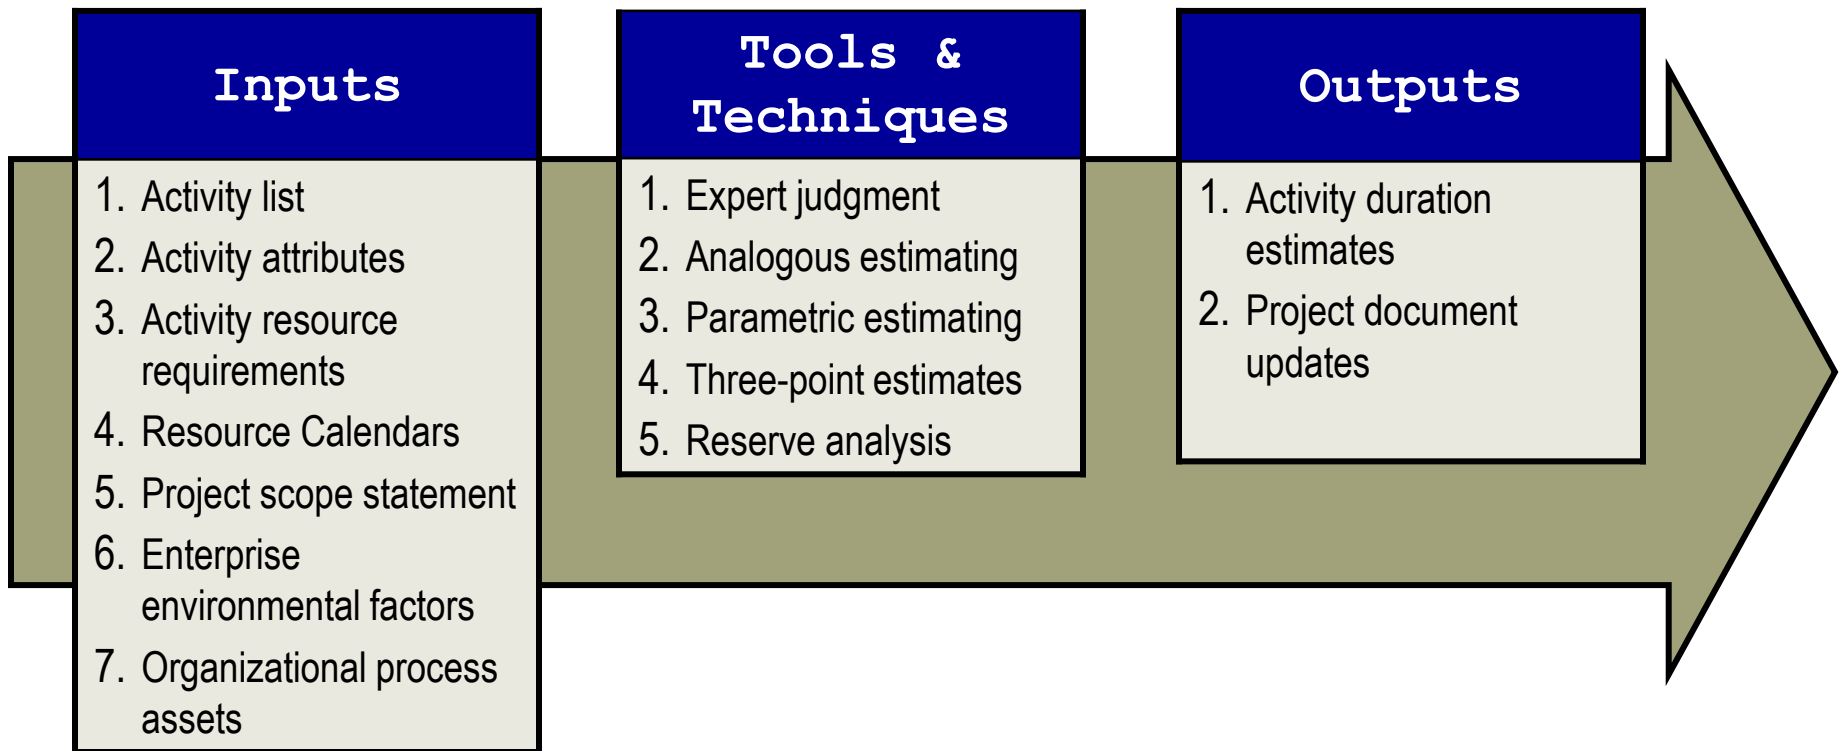 Inputs
1. Activity list
2. Activity attributes
3. Activity resource
requirements
4. Resource Calendars
5. Project scope statement
6. Enterprise
environmental factors
7. Organizational process
assets
Tools &
Techniques
1. Expert judgment
2. Analogous estimating
3. Parametric estimating
4. Three-point estimates
5. Reserve analysis
Outputs
1. Activity duration
estimates
2. Project document
updates